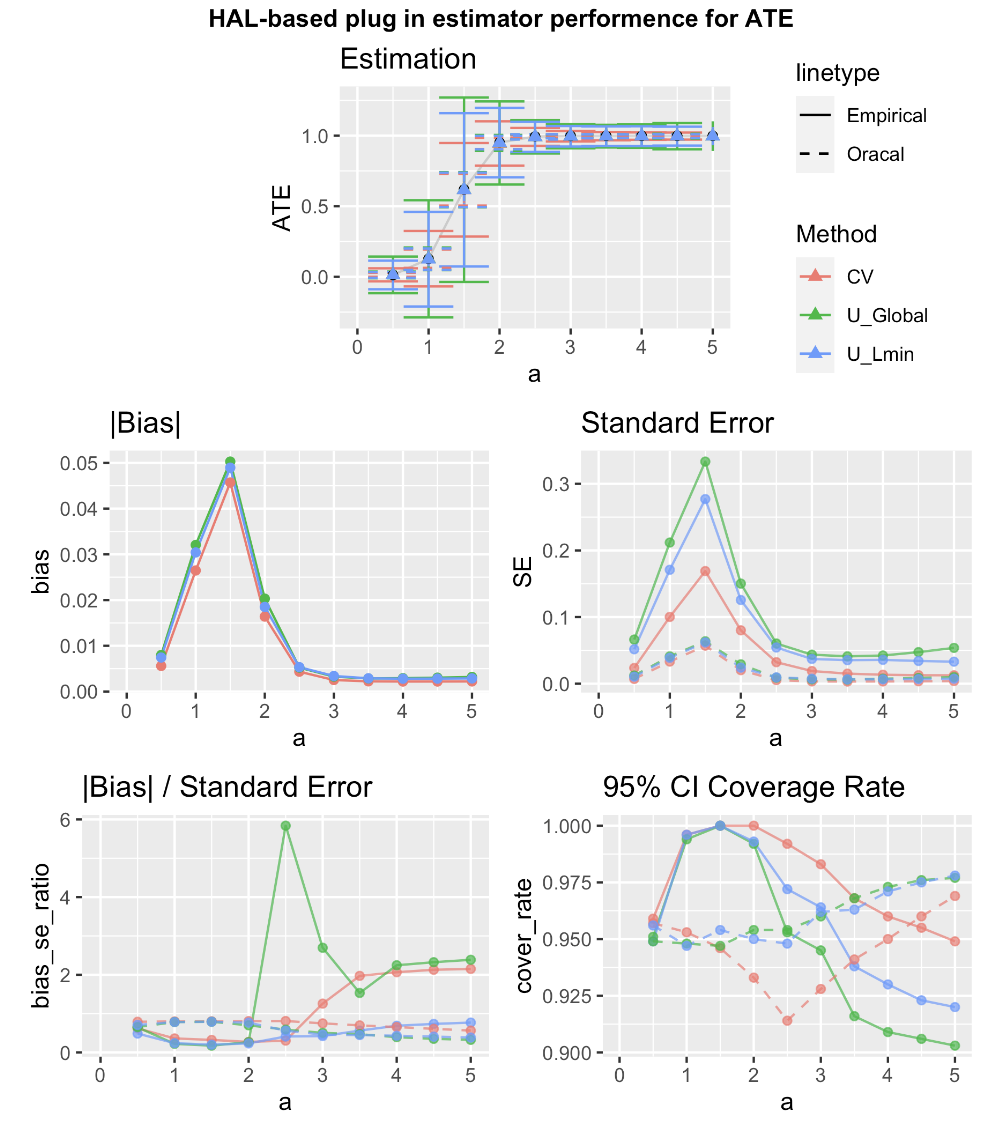 HAL-based plug in estimator performence for ATE
Estimation
ATE
1.0
0.5
0.0
0 1 2 3 4 5
a
linetype
Empirical
Oracal
Method
CV
U_Global
U_Lmin
|Bias|
bias
0.05
0.04
0.03
0.02
0.01
0.00
0 1 2 3 4 5
a
Standard Error
SE
0.3
0.2
0.1
0.0
0 1 2 3 4 5
a
|Bias| / Standard Error
bias_se_ratio
6
4
2
0
0 1 2 3 4 5
a
95% CI Coverage Rate
cover_rate
1.000
0.975
0.950
0.925
0.900
0 1 2 3 4 5
a